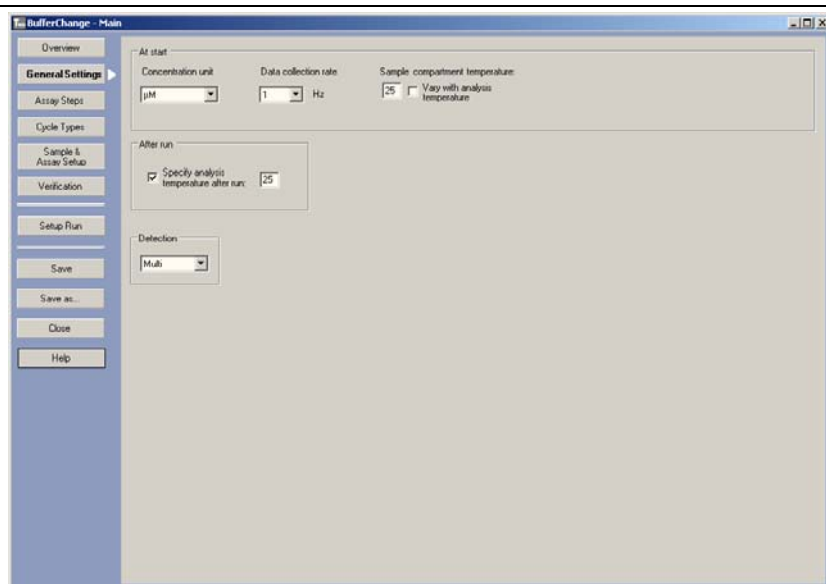 BufferChange - Main
Overview
General Settings
Assay Steps
Cycle Types
Sample &
Assay Setup
Verification
Setup Run
Save
Save as...
Close
Help
At start
Concentration unit
Data collection rate
Sample compartment temperature:
µM
1
Hz
25
Vary with analysis
temperature
After run
Specify analysis
temperature after run:
25
Detection
Multi